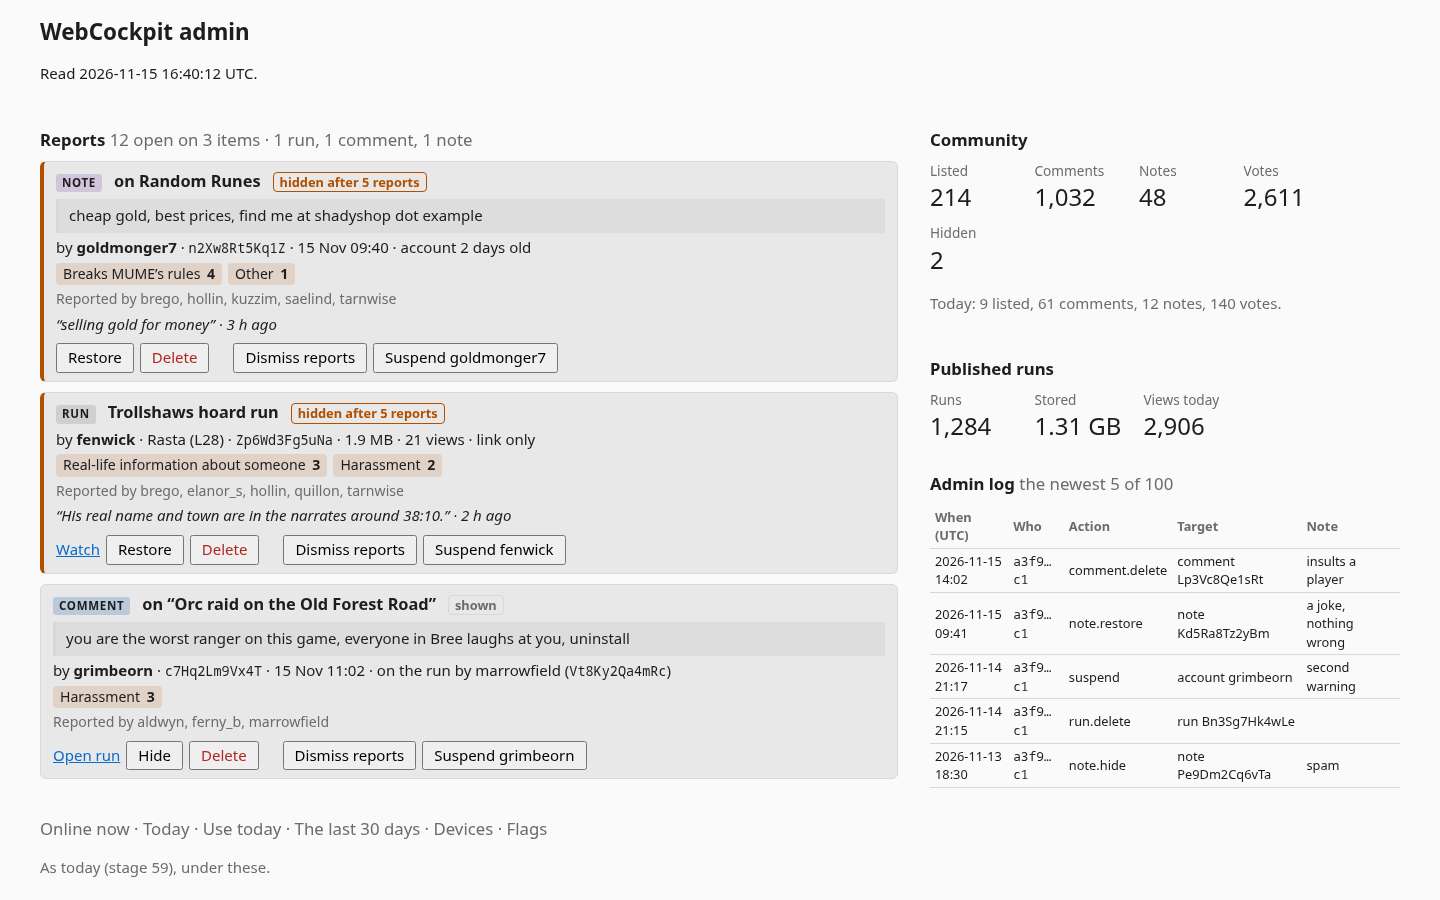 WebCockpit admin
Read 2026-11-15 16:40:12 UTC.
Reports 12 open on 3 items · 1 run, 1 comment, 1 note
NOTE on Random Runes hidden after 5 reports
cheap gold, best prices, find me at shadyshop dot example
by goldmonger7 · n2Xw8Rt5Kq1Z · 15 Nov 09:40 · account 2 days old
Breaks MUME’s rules 4 Other 1
Reported by brego, hollin, kuzzim, saelind, tarnwise
“selling gold for money” · 3 h ago
Restore Delete Dismiss reports Suspend goldmonger7
RUN Trollshaws hoard run hidden after 5 reports
by fenwick · Rasta (L28) · Zp6Wd3Fg5uNa · 1.9 MB · 21 views · link only
Real-life information about someone 3 Harassment 2
Reported by brego, elanor_s, hollin, quillon, tarnwise
“His real name and town are in the narrates around 38:10.” · 2 h ago
Watch Restore Delete Dismiss reports Suspend fenwick
COMMENT on “Orc raid on the Old Forest Road” shown
you are the worst ranger on this game, everyone in Bree laughs at you, uninstall
by grimbeorn · c7Hq2Lm9Vx4T · 15 Nov 11:02 · on the run by marrowfield (Vt8Ky2Qa4mRc)
Harassment 3
Reported by aldwyn, ferny_b, marrowfield
Open run Hide Delete Dismiss reports Suspend grimbeorn
Online now · Today · Use today · The last 30 days · Devices · Flags
As today (stage 59), under these.
Community
Listed Comments Notes Votes
214 1,032 48 2,611
Hidden
2
Today: 9 listed, 61 comments, 12 notes, 140 votes.
Published runs
Runs Stored Views today
1,284 1.31 GB 2,906
Admin log the newest 5 of 100
When (UTC) Who Action Target Note
2026-11-15 14:02 a3f9…c1 comment.delete comment Lp3Vc8Qe1sRt insults a player
2026-11-15 09:41 a3f9…c1 note.restore note Kd5Ra8Tz2yBm a joke, nothing wrong
2026-11-14 21:17 a3f9…c1 suspend account grimbeorn second warning
2026-11-14 21:15 a3f9…c1 run.delete run Bn3Sg7Hk4wLe
2026-11-13 18:30 a3f9…c1 note.hide note Pe9Dm2Cq6vTa spam